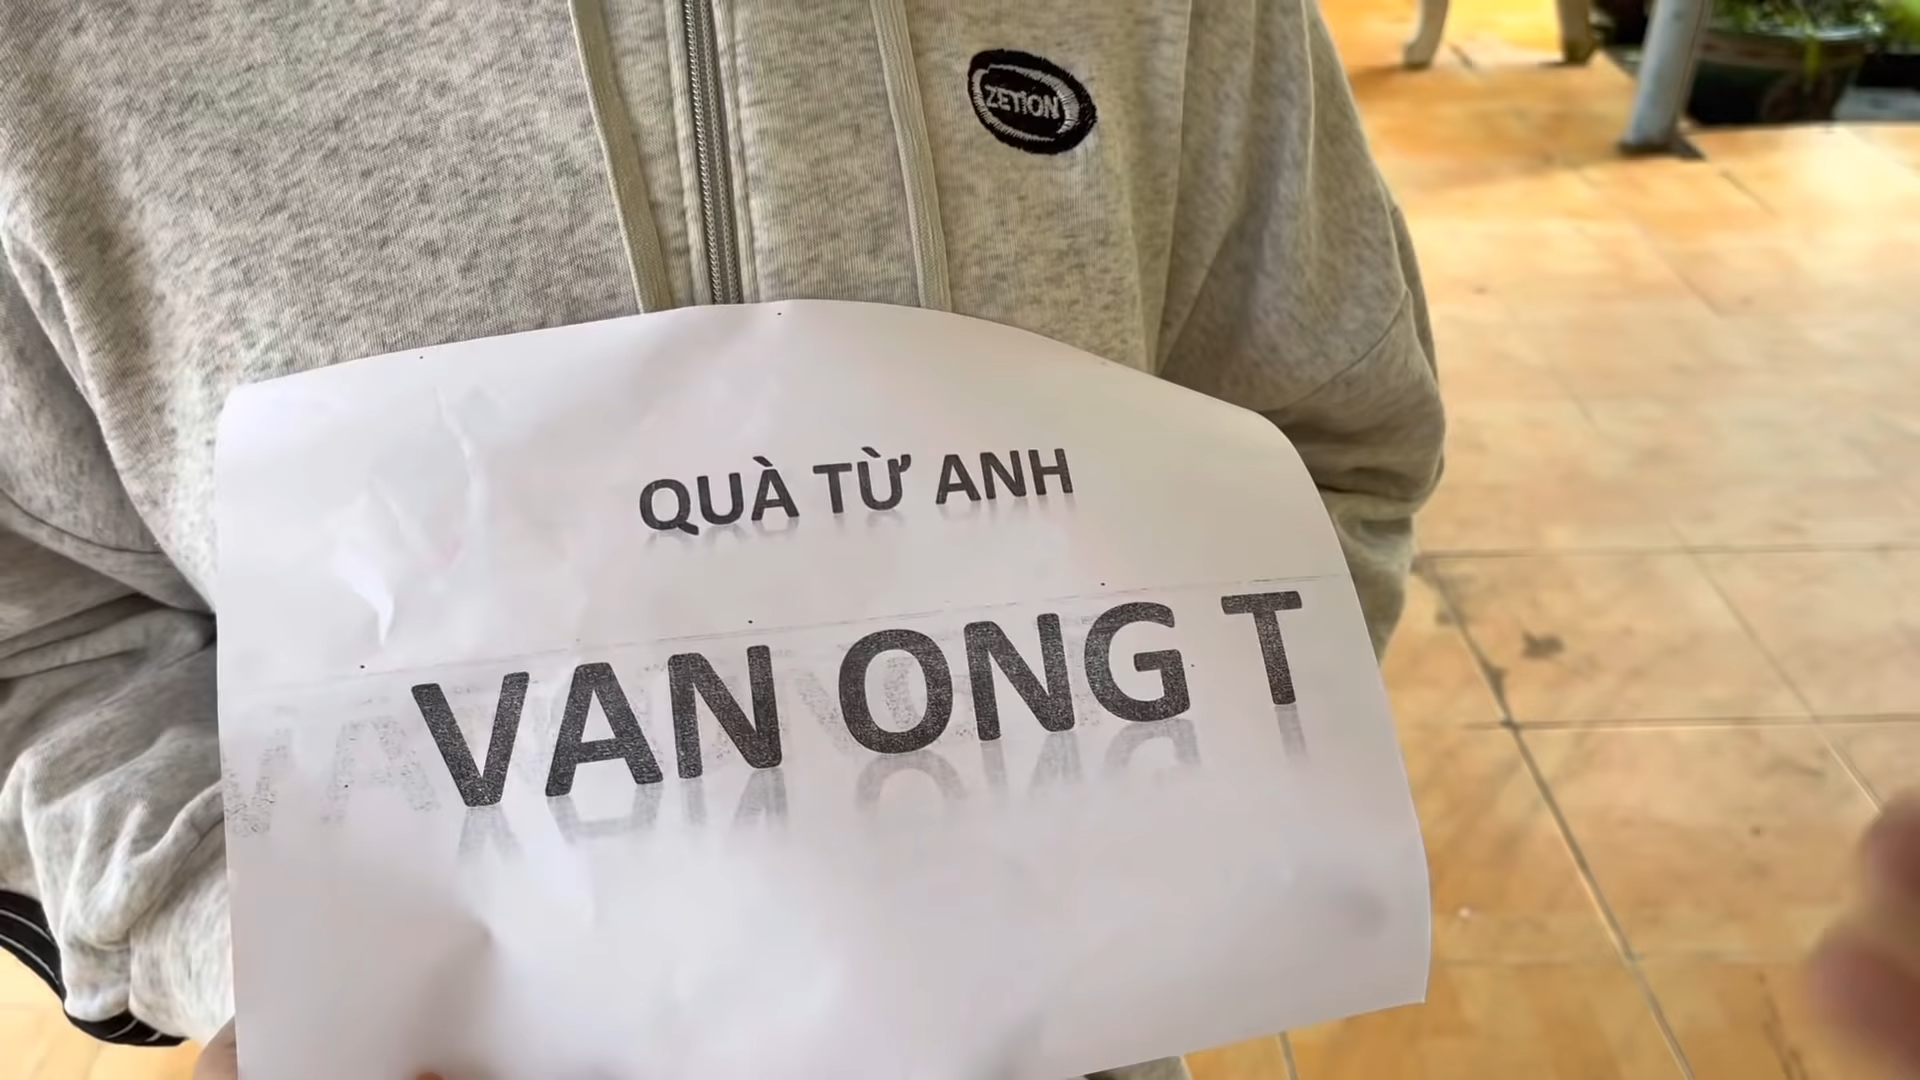 ZETION
QUÀ TỪ ANH
VAN ONG T